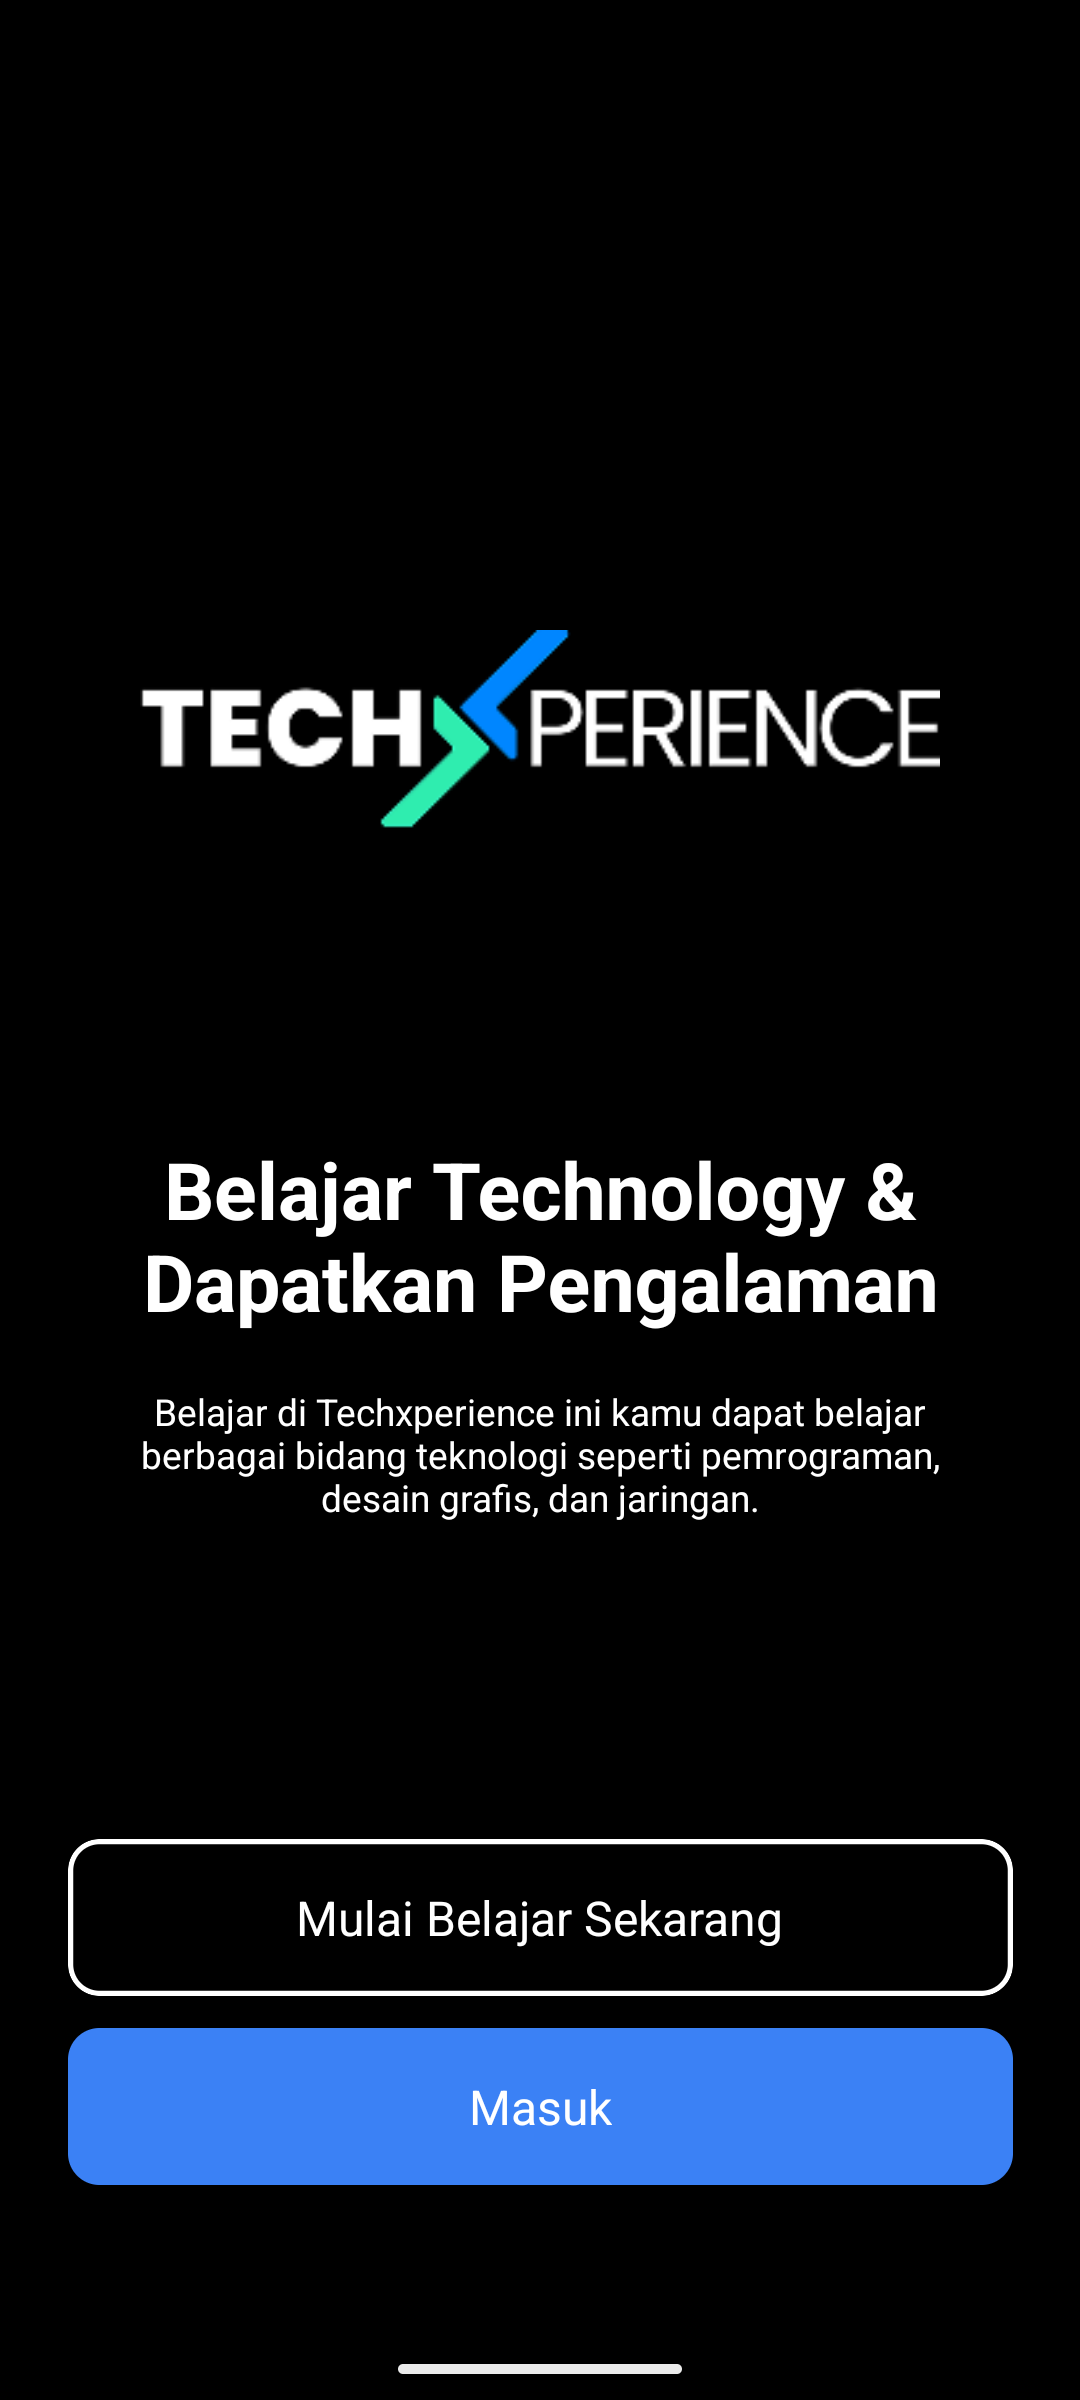 TECHXPERIENCE
Belajar Technology &
Dapatkan Pengalaman
Belajar di Techxperience ini kamu dapat belajar
berbagai bidang teknologi seperti pemrograman,
desain grafis, dan jaringan.
Mulai Belajar Sekarang
Masuk